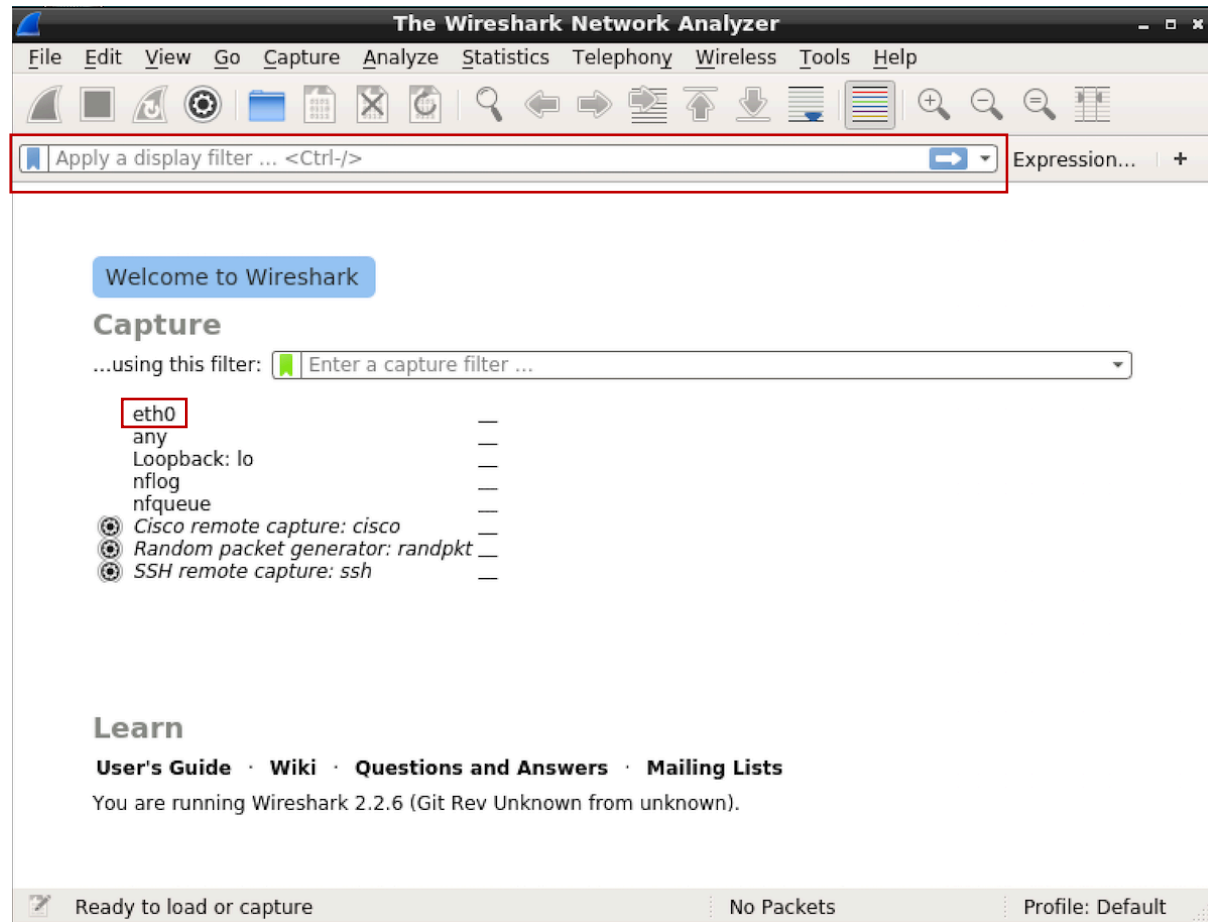 The Wireshark Network Analyzer
File Edit View Go Capture Analyze Statistics Telephony Wireless Tools Help
Apply a display filter ... <Ctrl-/> Expression... +
Welcome to Wireshark
Capture
...using this filter: Enter a capture filter ...
eth0
any
Loopback: lo
nflog
nfqueue
Cisco remote capture: cisco
Random packet generator: randpkt
SSH remote capture: ssh
Learn
User's Guide · Wiki · Questions and Answers · Mailing Lists
You are running Wireshark 2.2.6 (Git Rev Unknown from unknown).
Ready to load or capture No Packets Profile: Default